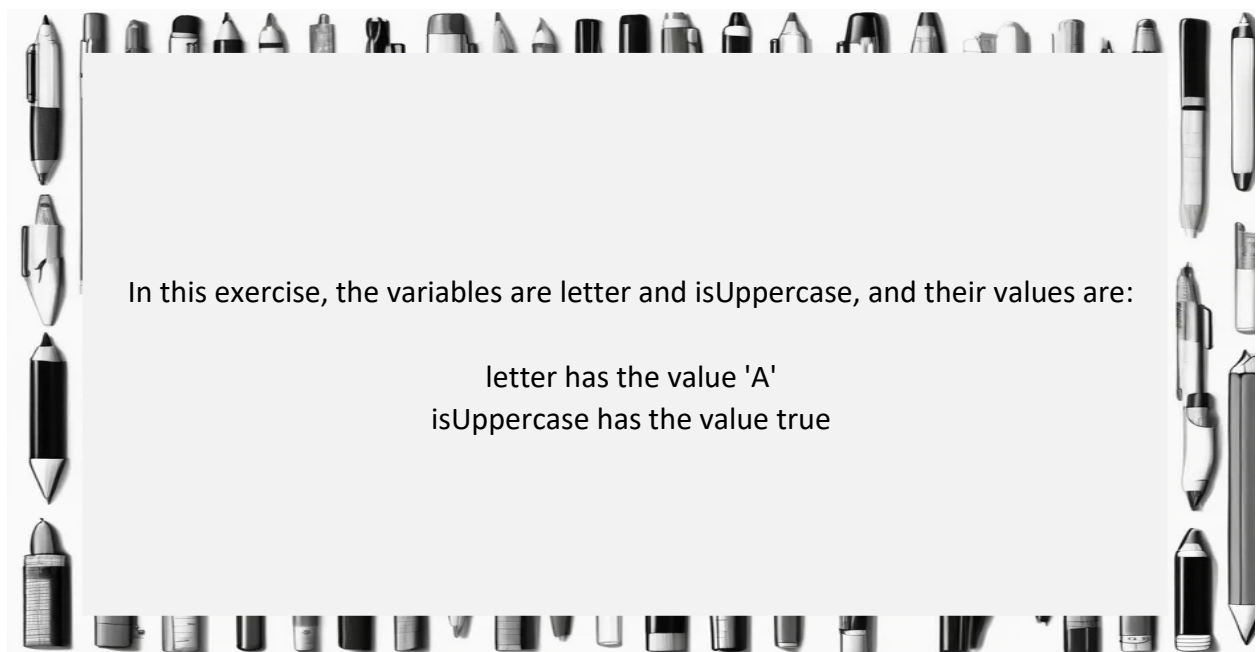 In this exercise, the variables are letter and isUppercase, and their values are:
letter has the value 'A'
isUppercase has the value true